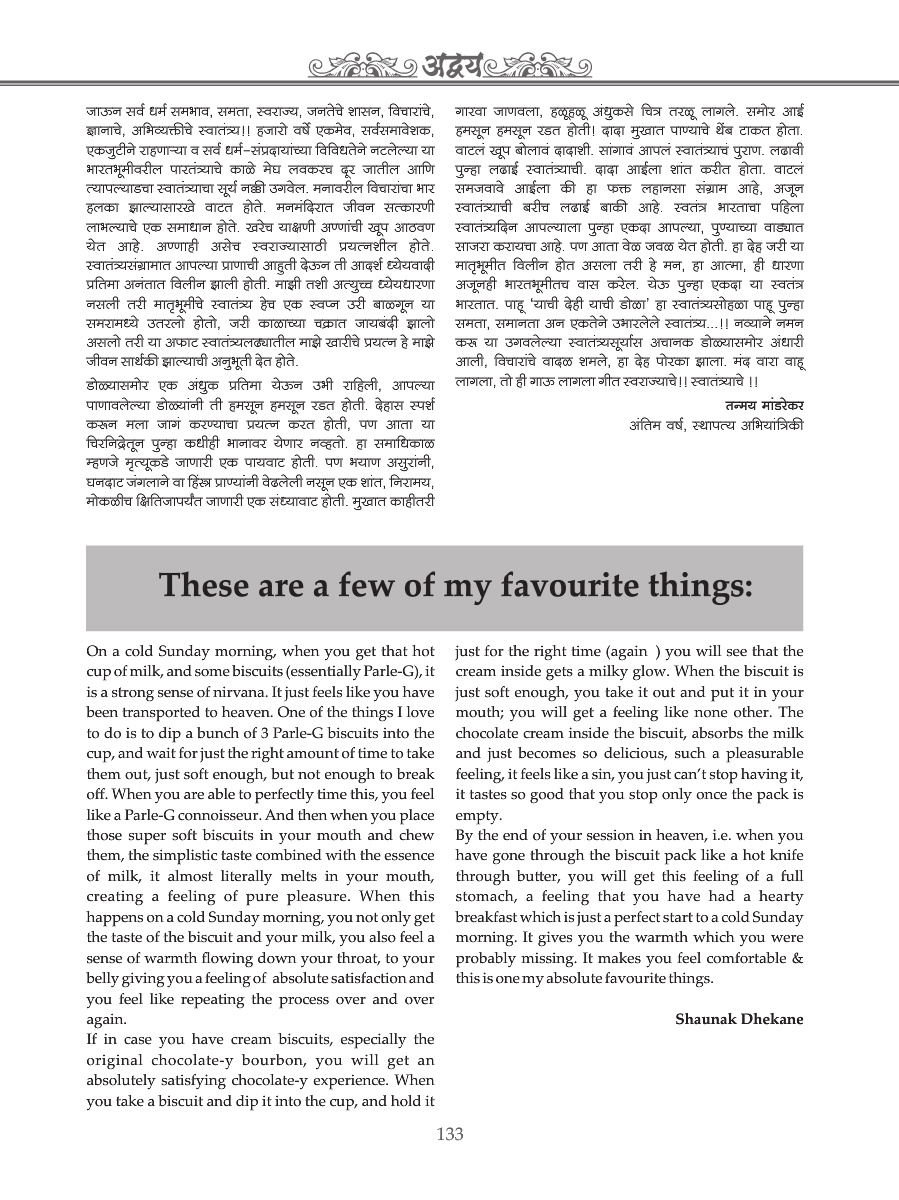 अद्वय
जाऊन सर्व धर्म समभाव, समता, स्वराज्य, जनतेचे शासन, विचारांचे,
ज्ञानाचे, अभिव्यक्तीचे स्वातंत्र्य!! हजारो वर्षे एकमेव, सर्वसमावेशक,
एकजुटीने राहणाऱ्या व सर्व धर्म-संप्रदायांच्या विविधतेने नटलेल्या या
भारतभूमीवरील पारतंत्र्याचे काळे मेघ लवकरच दूर जातील आणि
त्यापल्याडचा स्वातंत्र्याचा सूर्य नक्की उगवेल. मनावरील विचारांचा भार
हलका झाल्यासारखे वाटत होते. मनमंदिरात जीवन सत्कारणी
लाभल्याचे एक समाधान होते. खरेच याक्षणी अण्णांची खूप आठवण
येत आहे. अण्णाही असेच स्वराज्यासाठी प्रयत्नशील होते.
स्वातंत्र्यसंग्रामात आपल्या प्राणाची आहुती देऊन ती आदर्श ध्येयवादी
प्रतिमा अनंतात विलीन झाली होती. माझी तशी अत्युच्च ध्येयधारणा
नसली तरी मातृभूमीचे स्वातंत्र्य हेच एक स्वप्न उरी बाळगून या
समरामध्ये उतरलो होतो, जरी काळाच्या चक्रात जायबंदी झालो
असलो तरी या अफाट स्वातंत्र्यलढ्यातील माझे खारीचे प्रयत्न हे माझे
जीवन सार्थकी झाल्याची अनुभूती देत होते.
डोळ्यासमोर एक अंधुक प्रतिमा येऊन उभी राहिली, आपल्या
पाणावलेल्या डोळ्यांनी ती हमसून हमसून रडत होती. देहास स्पर्श
करून मला जागं करण्याचा प्रयत्न करत होती, पण आता या
चिरनिद्रेतून पुन्हा कधीही भानावर येणार नव्हतो. हा समाधिकाळ
म्हणजे मृत्यूकडे जाणारी एक पायवाट होती. पण भयाण असुरांनी,
घनदाट जंगलाने वा हिंस्त्र प्राण्यांनी वेढलेली नसून एक शांत, निरामय,
मोकळीच क्षितिजापर्यंत जाणारी एक संध्यावाट होती. मुखात काहीतरी
गारवा जाणवला, हळूहळू अंधुकसे चित्र तरळू लागले. समोर आई
हमसून हमसून रडत होती! दादा मुखात पाण्याचे थेंब टाकत होता.
वाटलं खूप बोलावं दादाशी. सांगावं आपलं स्वातंत्र्याचं पुराण. लढावी
पुन्हा लढाई स्वातंत्र्याची. दादा आईला शांत करीत होता. वाटलं
समजवावे आईला की हा फक्त लहानसा संग्राम आहे, अजून
स्वातंत्र्याची बरीच लढाई बाकी आहे. स्वतंत्र भारताचा पहिला
स्वातंत्र्यदिन आपल्याला पुन्हा एकदा आपल्या, पुण्याच्या वाड्यात
साजरा करायचा आहे. पण आता वेळ जवळ येत होती. हा देह जरी या
मातृभूमीत विलीन होत असला तरी हे मन, हा आत्मा, ही धारणा
अजूनही भारतभूमीतच वास करेल. येऊ पुन्हा एकदा या स्वतंत्र
भारतात. पाहू ‘याची देही याची डोळा’ हा स्वातंत्र्यसोहळा पाहू पुन्हा
समता, समानता अन एकतेने उभारलेले स्वातंत्र्य...!! नव्याने नमन
करू या उगवलेल्या स्वातंत्र्यसूर्यास अचानक डोळ्यासमोर अंधारी
आली, विचारांचे वादळ शमले, हा देह पोरका झाला. मंद वारा वाहू
लागला, तो ही गाऊ लागला गीत स्वराज्याचे!! स्वातंत्र्याचे !!
तन्मय मांडरेकर
अंतिम वर्ष, स्थापत्य अभियांत्रिकी
These are a few of my favourite things:
On a cold Sunday morning, when you get that hot
cup of milk, and some biscuits (essentially Parle-G), it
is a strong sense of nirvana. It just feels like you have
been transported to heaven. One of the things I love
to do is to dip a bunch of 3 Parle-G biscuits into the
cup, and wait for just the right amount of time to take
them out, just soft enough, but not enough to break
off. When you are able to perfectly time this, you feel
like a Parle-G connoisseur. And then when you place
those super soft biscuits in your mouth and chew
them, the simplistic taste combined with the essence
of milk, it almost literally melts in your mouth,
creating a feeling of pure pleasure. When this
happens on a cold Sunday morning, you not only get
the taste of the biscuit and your milk, you also feel a
sense of warmth flowing down your throat, to your
belly giving you a feeling of absolute satisfaction and
you feel like repeating the process over and over
again.
If in case you have cream biscuits, especially the
original chocolate-y bourbon, you will get an
absolutely satisfying chocolate-y experience. When
you take a biscuit and dip it into the cup, and hold it
just for the right time (again ) you will see that the
cream inside gets a milky glow. When the biscuit is
just soft enough, you take it out and put it in your
mouth; you will get a feeling like none other. The
chocolate cream inside the biscuit, absorbs the milk
and just becomes so delicious, such a pleasurable
feeling, it feels like a sin, you just can’t stop having it,
it tastes so good that you stop only once the pack is
empty.
By the end of your session in heaven, i.e. when you
have gone through the biscuit pack like a hot knife
through butter, you will get this feeling of a full
stomach, a feeling that you have had a hearty
breakfast which is just a perfect start to a cold Sunday
morning. It gives you the warmth which you were
probably missing. It makes you feel comfortable &
this is one my absolute favourite things.
Shaunak Dhekane
133